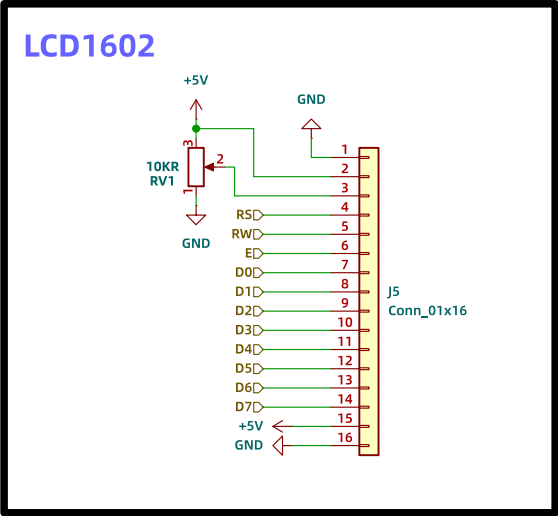 LCD1602
+5V
GND
3
10KR
2
RV1
1
GND
1
2
3
RS 4
RW 5
E 6
D0 7
D1 8
D2 9
D3 10
D4 11
D5 12
D6 13
D7 14
+5V 15
GND 16
J5
Conn_01x16